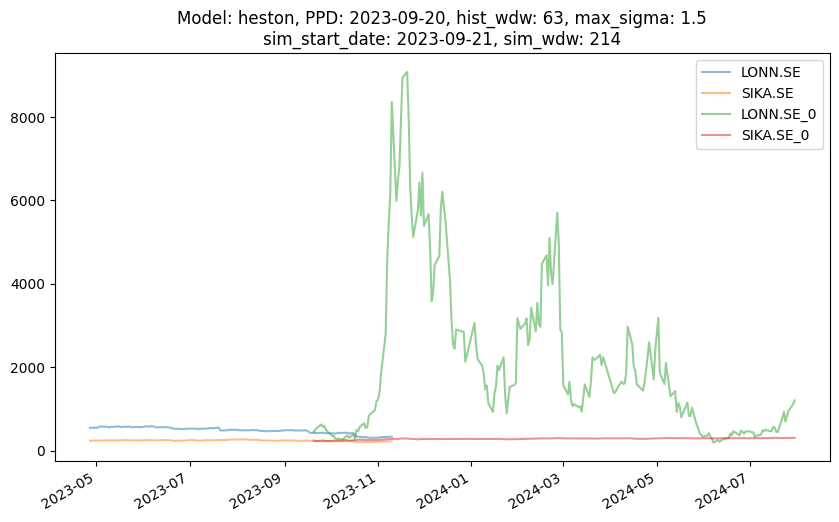 Model: heston, PPD: 2023-09-20, hist_wdw: 63, max_sigma: 1.5
sim_start_date: 2023-09-21, sim_wdw: 214
LONN.SE
SIKA.SE
LONN.SE_0
SIKA.SE_0
8000
6000
4000
2000
0
2023-05
2023-07
2023-09
2023-11
2024-01
2024-03
2024-05
2024-07